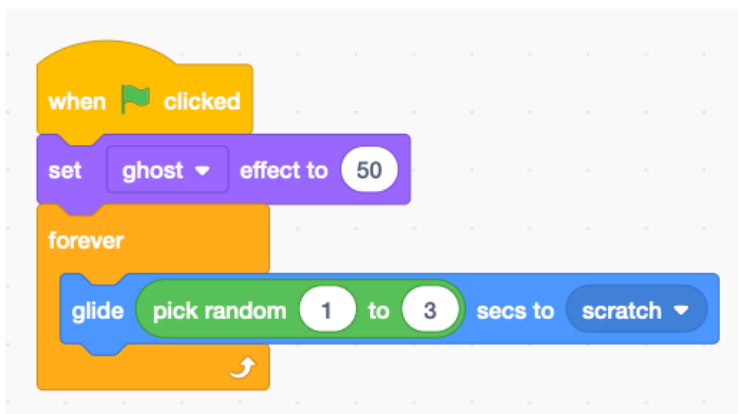 when clicked
set ghost effect to 50
forever
glide pick random 1 to 3 secs to scratch